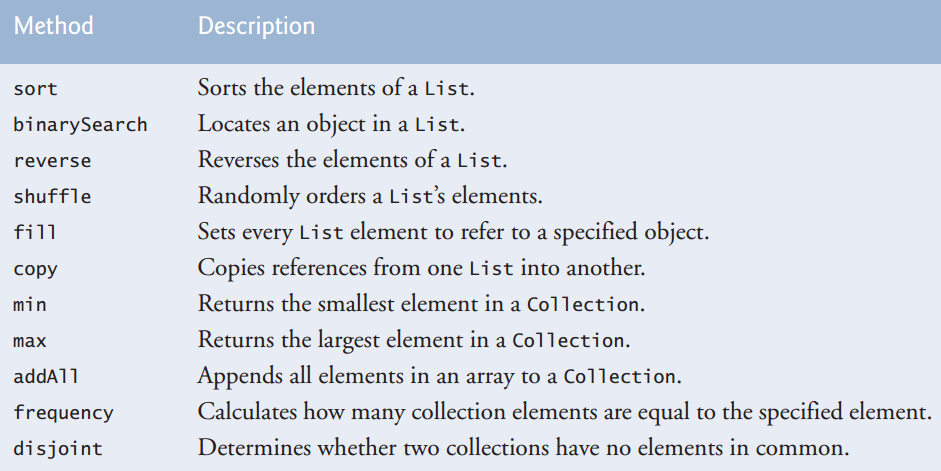 Method Description
sort Sorts the elements of a List.
binarySearch Locates an object in a List.
reverse Reverses the elements of a List.
shuffle Randomly orders a List’s elements.
fill Sets every List element to refer to a specified object.
copy Copies references from one List into another.
min Returns the smallest element in a Collection.
max Returns the largest element in a Collection.
addAll Appends all elements in an array to a Collection.
frequency Calculates how many collection elements are equal to the specified element.
disjoint Determines whether two collections have no elements in common.